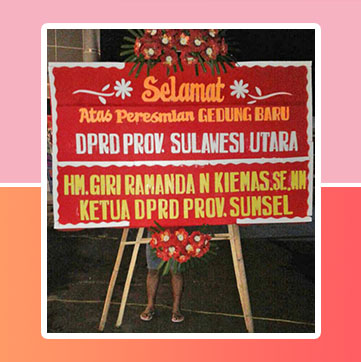 Selamat
Atas Peresmian GEDUNG BARU
DPRD PROV. SULAWESI UTARA
HM. GIRI RAMANDA N KIEMAS.SE,MM
KETUA DPRD PROV. SUMSEL